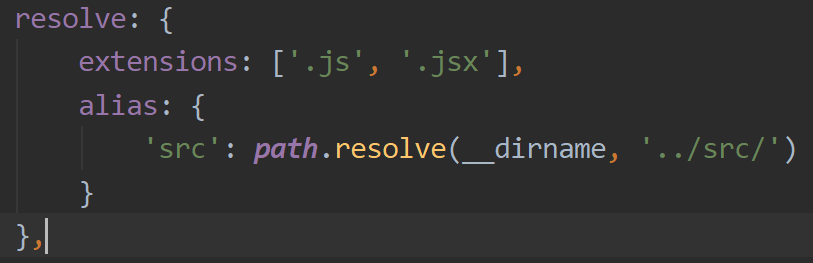 resolve: {
    extensions: ['.js', '.jsx'],
    alias: {
        'src': path.resolve(__dirname, '../src/')
    }
},